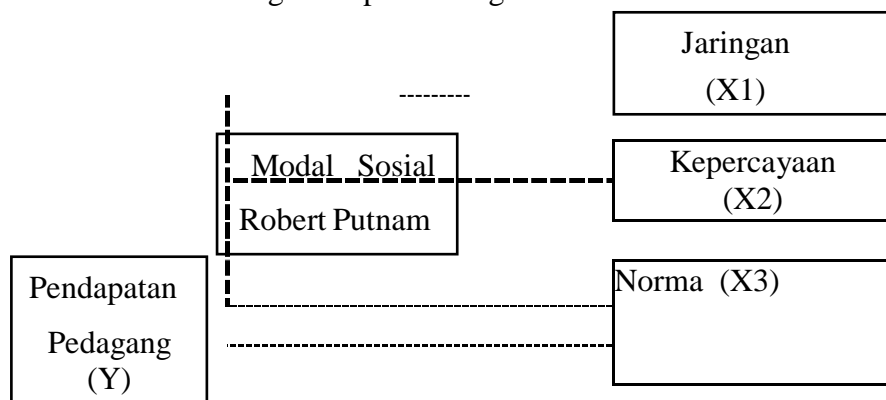 Jaringan
(X1)
Modal Sosial
Robert Putnam
Kepercayaan
(X2)
Norma (X3)
Pendapatan
Pedagang
(Y)